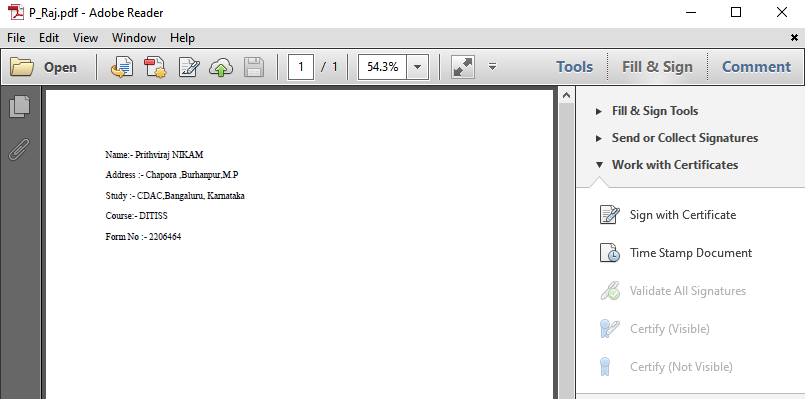 P_Raj.pdf - Adobe Reader
File Edit View Window Help
Open 1 / 1 54.3% Tools Fill & Sign Comment
Name:- Prithviraj NIKAM
Address :- Chapora ,Burhanpur,M.P
Study :- CDAC,Bangaluru, Karnataka
Course:- DITISS
Form No :- 2206464
Fill & Sign Tools
Send or Collect Signatures
Work with Certificates
Sign with Certificate
Time Stamp Document
Validate All Signatures
Certify (Visible)
Certify (Not Visible)